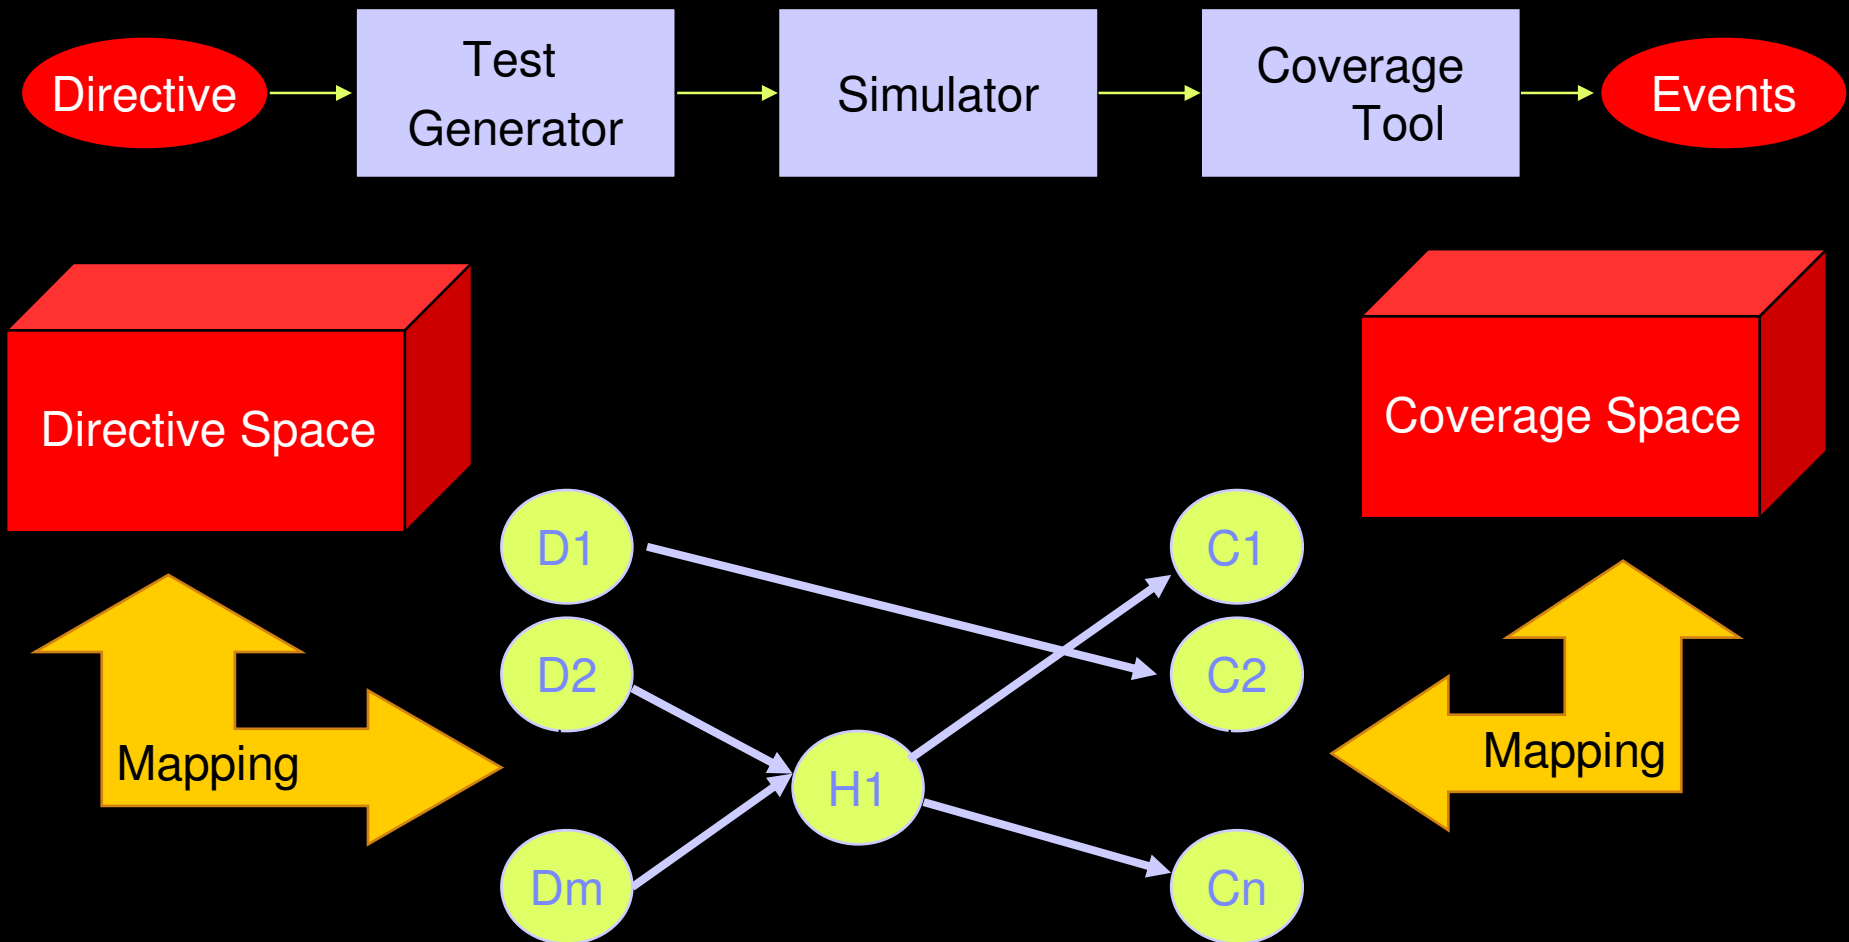 Directive
Test
Generator
Simulator
Coverage
Tool
Events
Directive Space
Coverage Space
D1
C1
D2
C2
Mapping
H1
Mapping
Dm
Cn